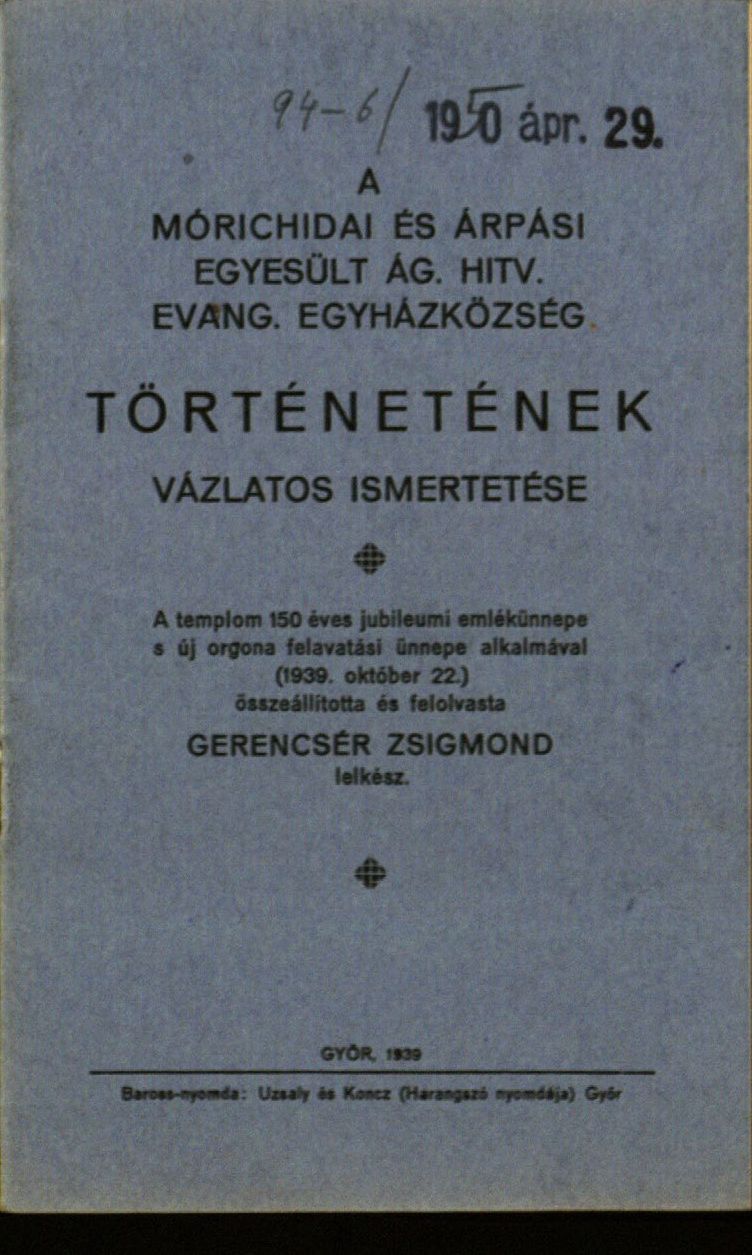 94-6/ 1950 ápr. 29.
A
MÓRICHIDAI ÉS ÁRPÁSI
EGYESÜLT ÁG. HITV.
EVANG. EGYHÁZKÖZSÉG
TÖRTÉNETÉNEK
VÁZLATOS ISMERTETÉSE
A templom 150 éves jubileumi emlékünnepe
s új orgona felavatási ünnepe alkalmával
(1939. október 22.)
összeállította és felolvasta
GERENCSÉR ZSIGMOND
lelkész.
GYŐR, 1939
Baross-nyomda: Uzsaly és Koncz (Harangszó nyomdája) Győr